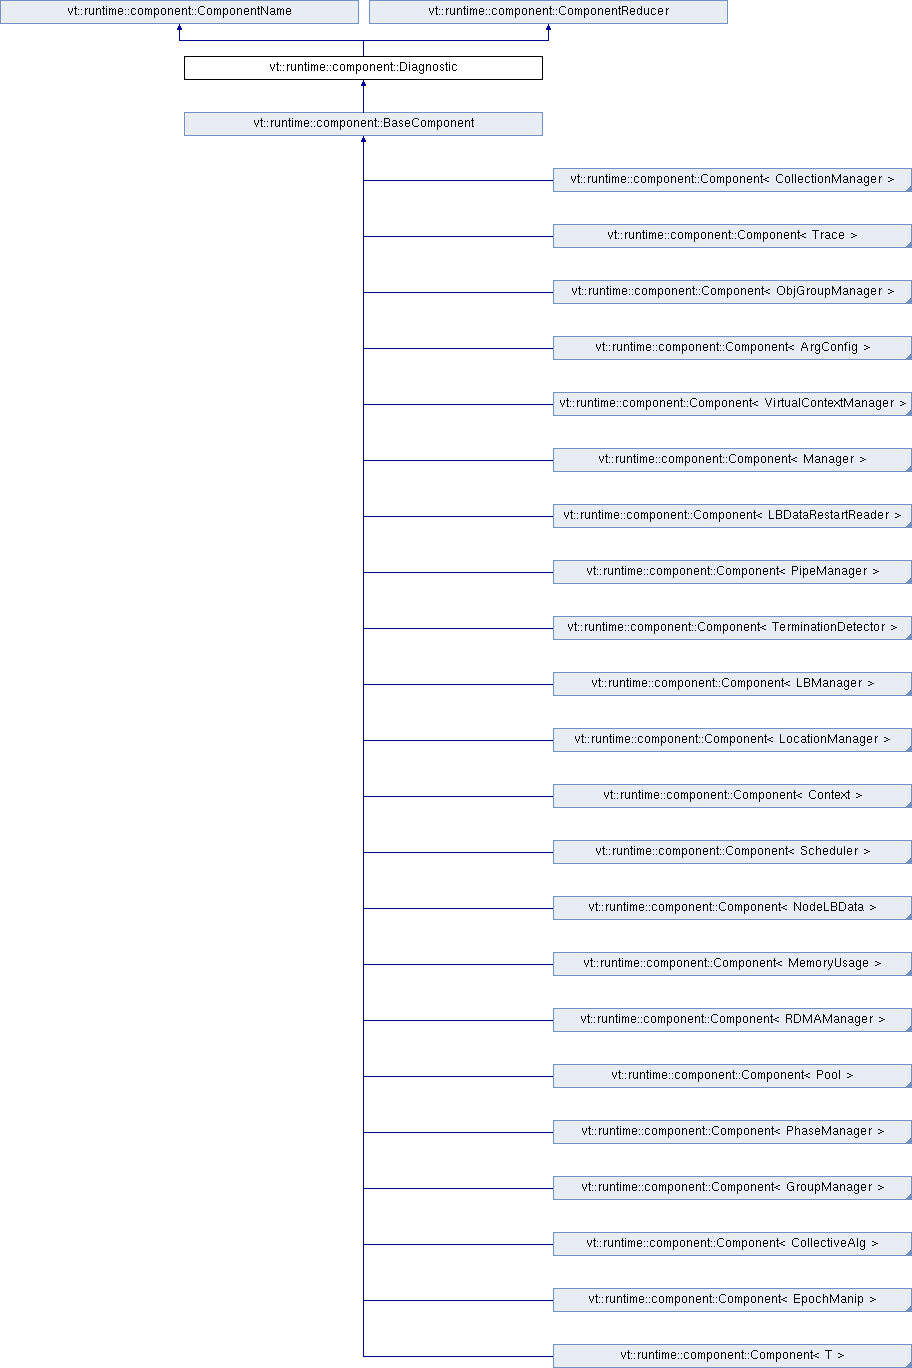 vt::runtime::component::ComponentName
vt::runtime::component::ComponentReducer
vt::runtime::component::Diagnostic
vt::runtime::component::BaseComponent
vt::runtime::component::Component< CollectionManager >
vt::runtime::component::Component< Trace >
vt::runtime::component::Component< ObjGroupManager >
vt::runtime::component::Component< ArgConfig >
vt::runtime::component::Component< VirtualContextManager >
vt::runtime::component::Component< Manager >
vt::runtime::component::Component< LBDataRestartReader >
vt::runtime::component::Component< PipeManager >
vt::runtime::component::Component< TerminationDetector >
vt::runtime::component::Component< LBManager >
vt::runtime::component::Component< LocationManager >
vt::runtime::component::Component< Context >
vt::runtime::component::Component< Scheduler >
vt::runtime::component::Component< NodeLBData >
vt::runtime::component::Component< MemoryUsage >
vt::runtime::component::Component< RDMAManager >
vt::runtime::component::Component< Pool >
vt::runtime::component::Component< PhaseManager >
vt::runtime::component::Component< GroupManager >
vt::runtime::component::Component< CollectiveAlg >
vt::runtime::component::Component< EpochManip >
vt::runtime::component::Component< T >